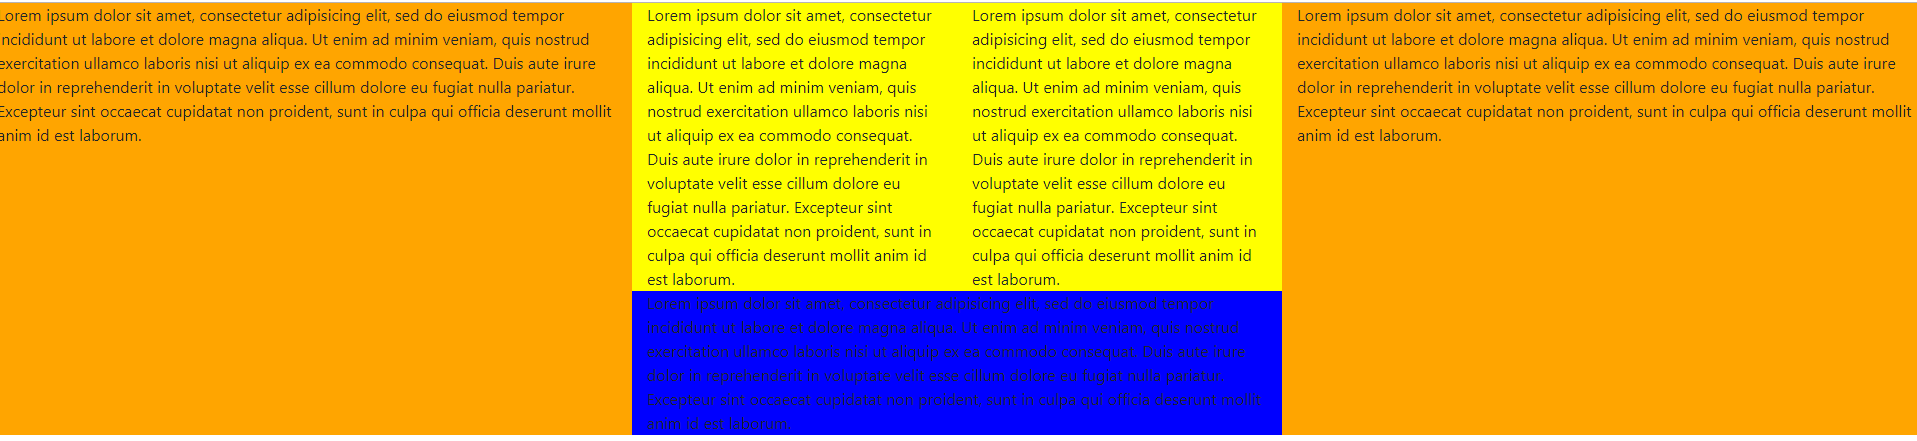 Lorem ipsum dolor sit amet, consectetur adipisicing elit, sed do eiusmod tempor
incididunt ut labore et dolore magna aliqua. Ut enim ad minim veniam, quis nostrud
exercitation ullamco laboris nisi ut aliquip ex ea commodo consequat. Duis aute irure
dolor in reprehenderit in voluptate velit esse cillum dolore eu fugiat nulla pariatur.
Excepteur sint occaecat cupidatat non proident, sunt in culpa qui officia deserunt mollit
anim id est laborum.
Lorem ipsum dolor sit amet, consectetur
adipisicing elit, sed do eiusmod tempor
incididunt ut labore et dolore magna
aliqua. Ut enim ad minim veniam, quis
nostrud exercitation ullamco laboris nisi
ut aliquip ex ea commodo consequat.
Duis aute irure dolor in reprehenderit in
voluptate velit esse cillum dolore eu
fugiat nulla pariatur. Excepteur sint
occaecat cupidatat non proident, sunt in
culpa qui officia deserunt mollit anim id
est laborum.
Lorem ipsum dolor sit amet, consectetur
adipisicing elit, sed do eiusmod tempor
incididunt ut labore et dolore magna
aliqua. Ut enim ad minim veniam, quis
nostrud exercitation ullamco laboris nisi
ut aliquip ex ea commodo consequat.
Duis aute irure dolor in reprehenderit in
voluptate velit esse cillum dolore eu
fugiat nulla pariatur. Excepteur sint
occaecat cupidatat non proident, sunt in
culpa qui officia deserunt mollit anim id
est laborum.
Lorem ipsum dolor sit amet, consectetur adipisicing elit, sed do eiusmod tempor
incididunt ut labore et dolore magna aliqua. Ut enim ad minim veniam, quis nostrud
exercitation ullamco laboris nisi ut aliquip ex ea commodo consequat. Duis aute irure
dolor in reprehenderit in voluptate velit esse cillum dolore eu fugiat nulla pariatur.
Excepteur sint occaecat cupidatat non proident, sunt in culpa qui officia deserunt mollit
anim id est laborum.
Lorem ipsum dolor sit amet, consectetur adipisicing elit, sed do eiusmod tempor
incididunt ut labore et dolore magna aliqua. Ut enim ad minim veniam, quis nostrud
exercitation ullamco laboris nisi ut aliquip ex ea commodo consequat. Duis aute irure
dolor in reprehenderit in voluptate velit esse cillum dolore eu fugiat nulla pariatur.
Excepteur sint occaecat cupidatat non proident, sunt in culpa qui officia deserunt mollit
anim id est laborum.